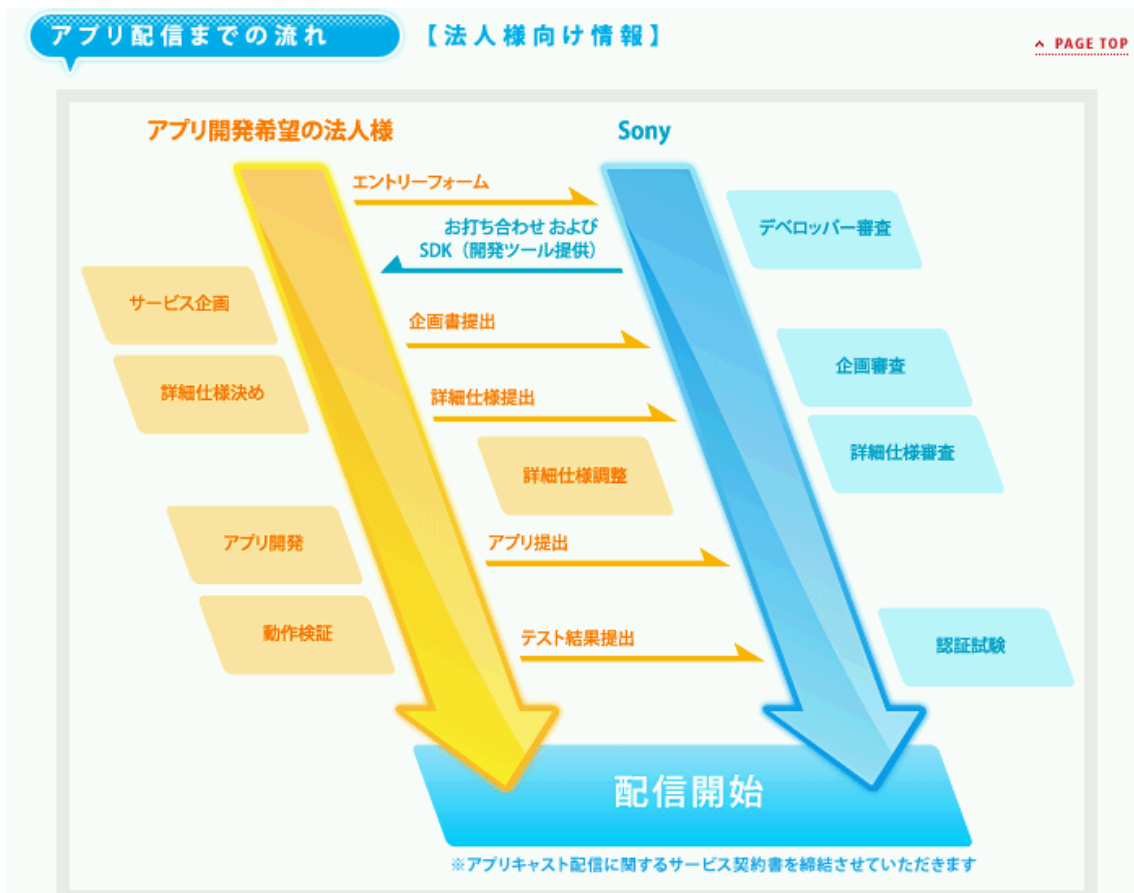 アプリ配信までの流れ
【法人様向け情報】
PAGE TOP
アプリ開発希望の法人様
Sony
エントリーフォーム
デベロッパー審査
お打ち合わせ および
SDK（開発ツール提供）
サービス企画
企画書提出
企画審査
詳細仕様決め
詳細仕様提出
詳細仕様審査
詳細仕様調整
アプリ開発
アプリ提出
動作検証
テスト結果提出
認証試験
配信開始
※アプリキャスト配信に関するサービス契約書を締結させていただきます